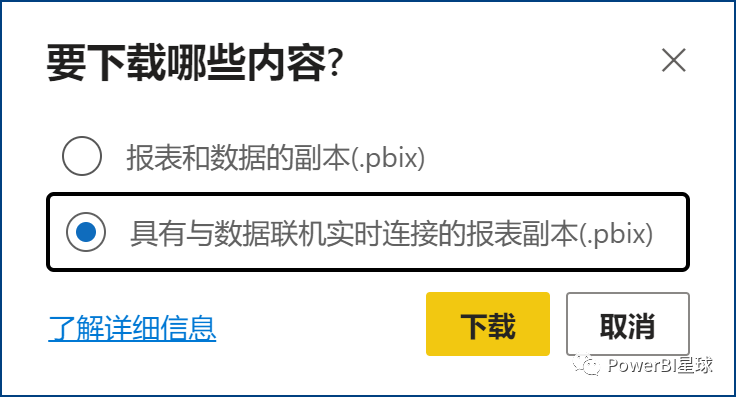 要下载哪些内容?
报表和数据的副本(.pbix)
具有与数据联机实时连接的报表副本(.pbix)
了解详细信息
下载
取消
PowerBI星球